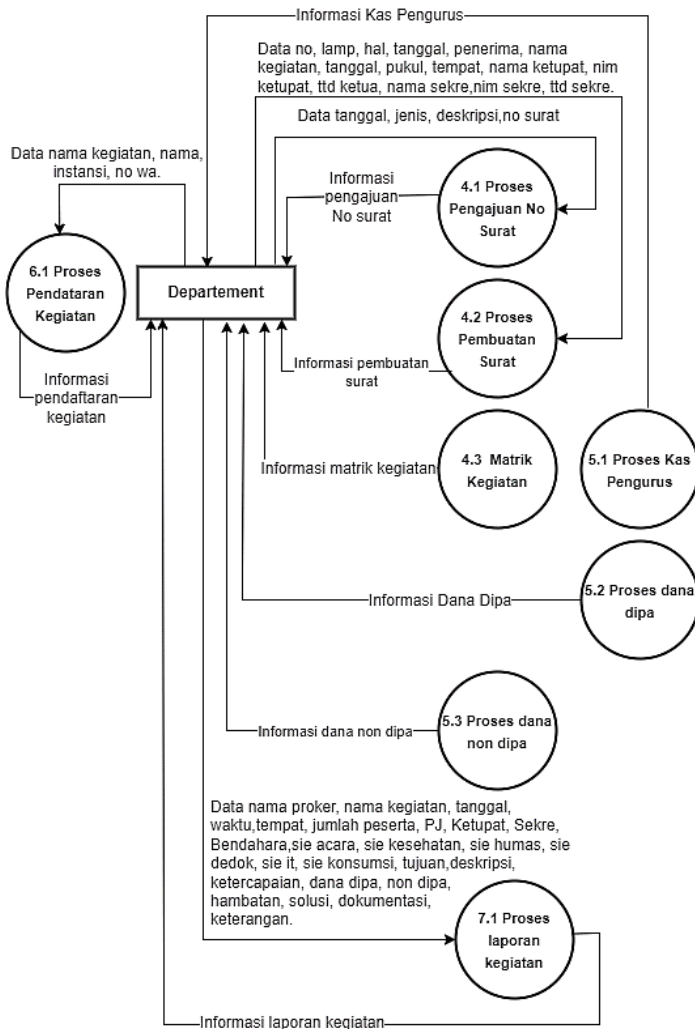 Informasi Kas Pengurus
Data no, lamp, hal, tanggal, penerima, nama
kegiatan, tanggal, pukul, tempat, nama ketupat, nim
ketupat, ttd ketua, nama sekre,nim sekre, ttd sekre.
Data tanggal, jenis, deskripsi,no surat
Data nama kegiatan, nama,
instansi, no wa.
Informasi
pengajuan
No surat
4.1 Proses
Pengajuan No
Surat
6.1 Proses
Pendataran
Kegiatan
Departement
4.2 Proses
Pembuatan
Surat
Informasi pembuatan
surat
Informasi
pendaftaran
kegiatan
Informasi matrik kegiatan
4.3 Matrik
Kegiatan
5.1 Proses Kas
Pengurus
Informasi Dana Dipa
5.2 Proses dana
dipa
Informasi dana non dipa
5.3 Proses dana
non dipa
Data nama proker, nama kegiatan, tanggal,
waktu,tempat, jumlah peserta, PJ, Ketupat, Sekre,
Bendahara,sie acara, sie kesehatan, sie humas, sie
dedok, sie it, sie konsumsi, tujuan,deskripsi,
ketercapaian, dana dipa, non dipa,
hambatan, solusi, dokumentasi,
keterangan.
7.1 Proses
laporan
kegiatan
Informasi laporan kegiatan